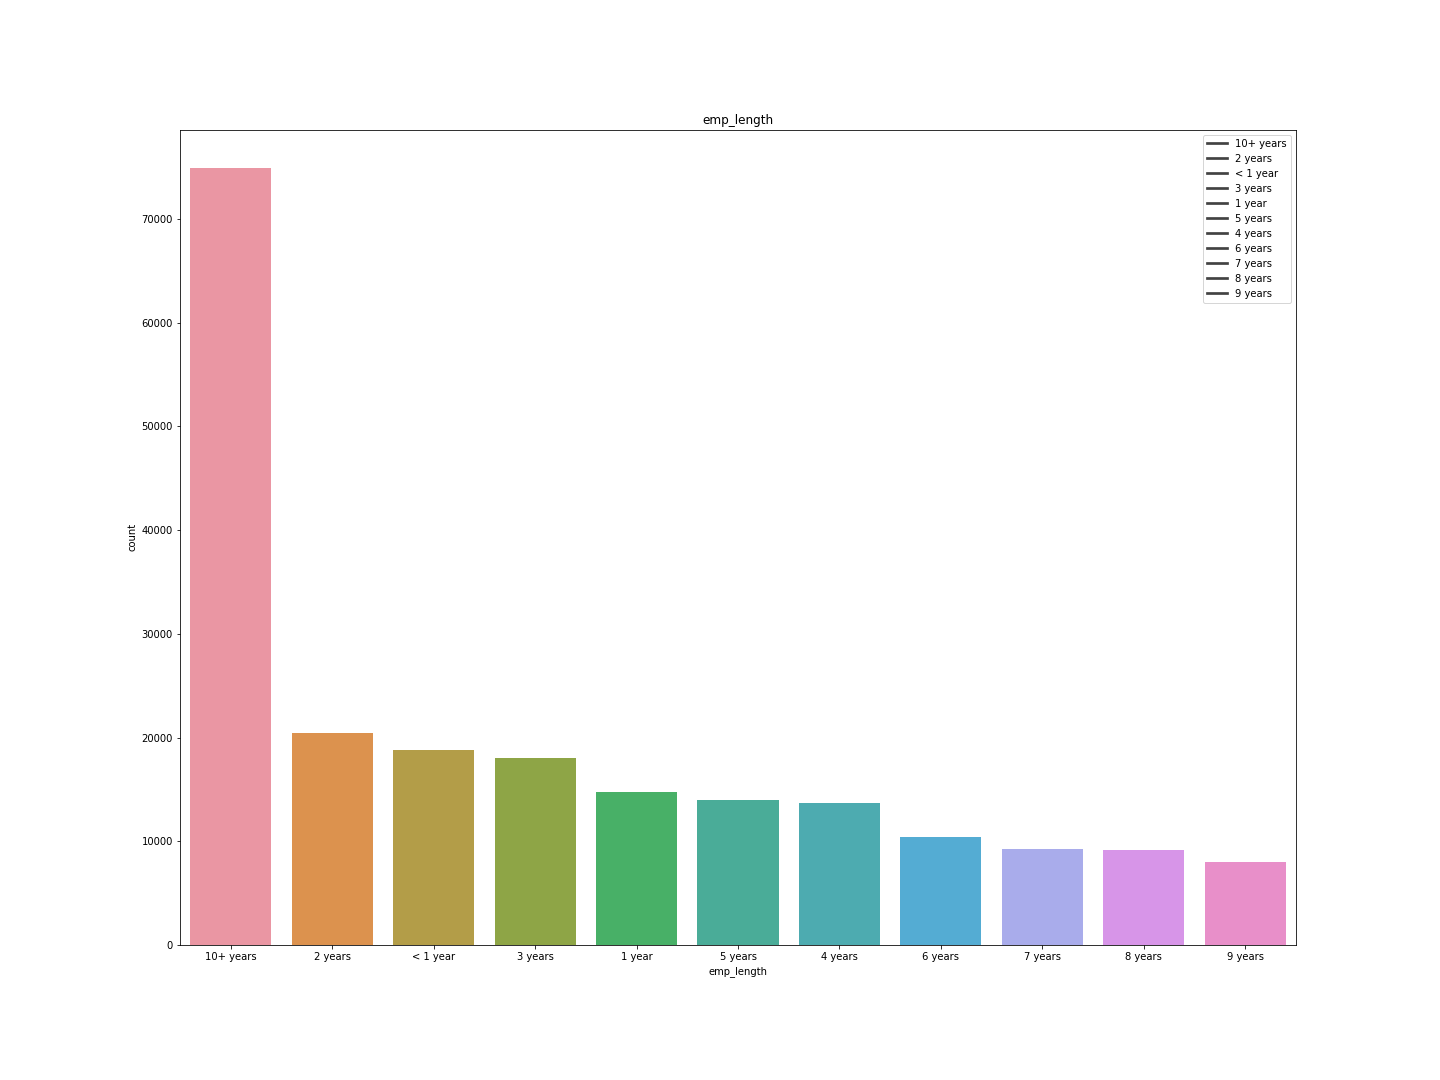 emp_length
10+ years
2 years
< 1 year
3 years
1 year
5 years
4 years
6 years
7 years
8 years
9 years
70000
60000
50000
40000
30000
20000
10000
0
count
10+ years 2 years < 1 year 3 years 1 year 5 years 4 years 6 years 7 years 8 years 9 years
emp_length